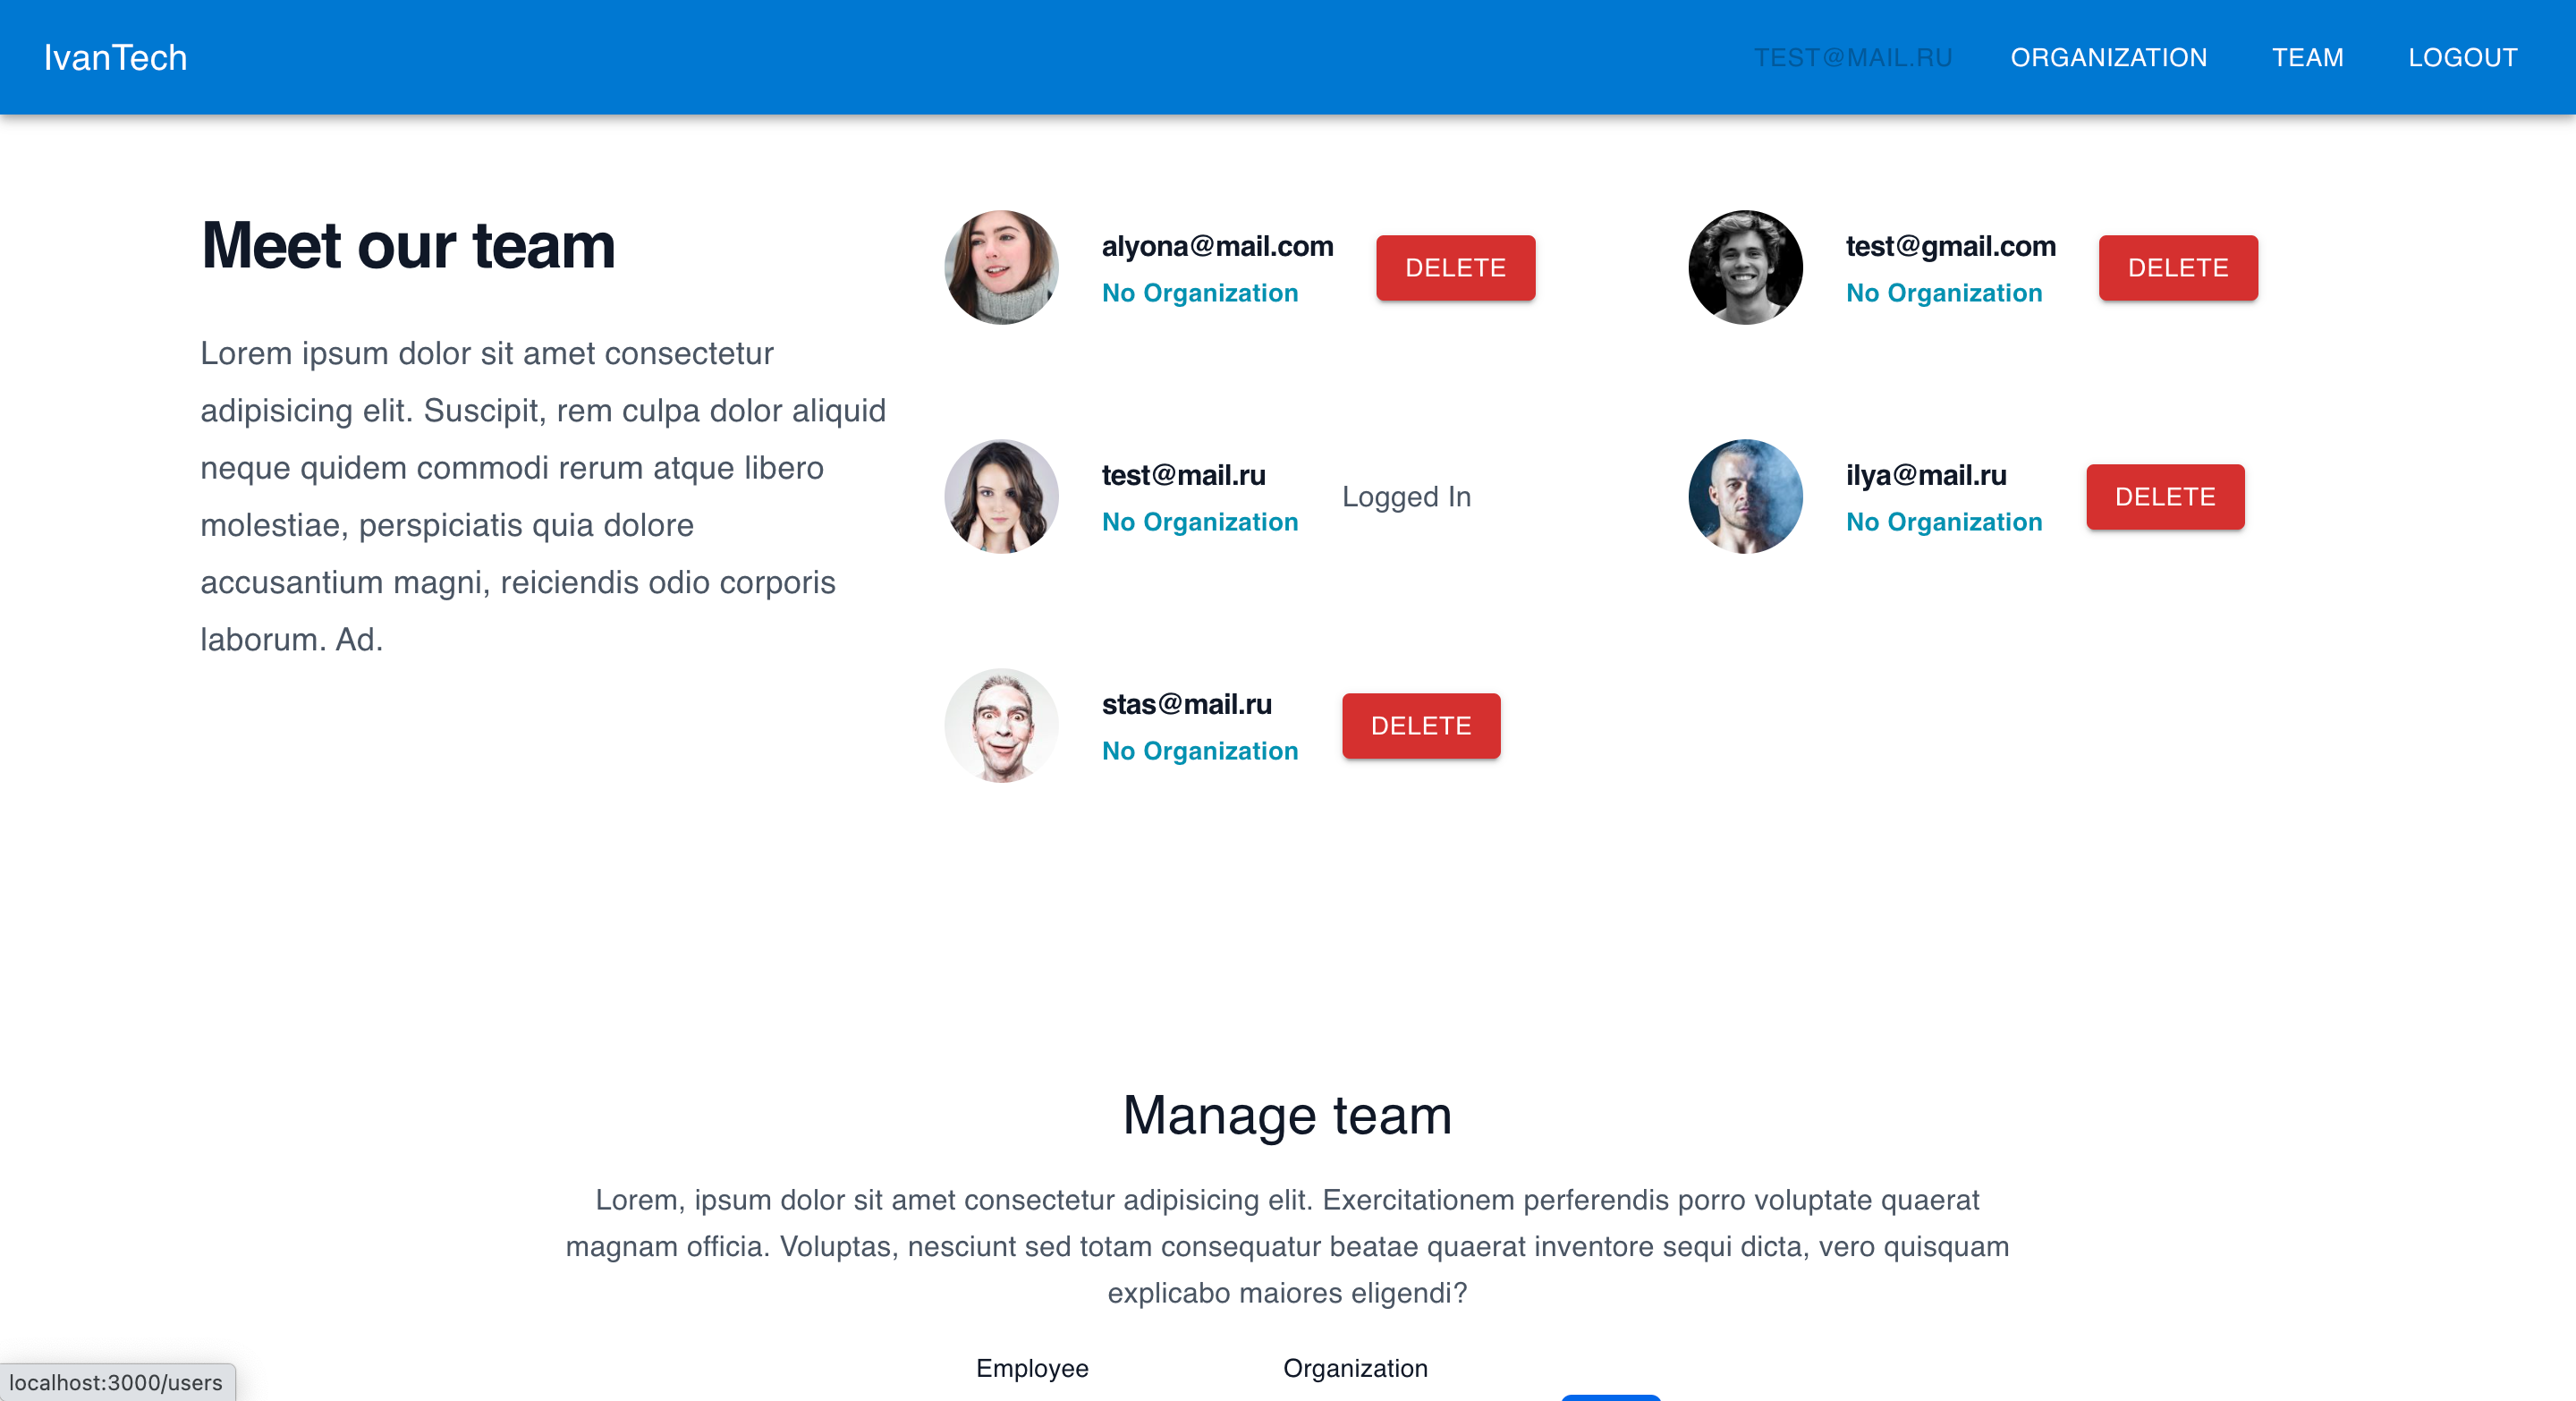 IvanTech
TEST@MAIL.RU
ORGANIZATION
TEAM
LOGOUT
Meet our team
Lorem ipsum dolor sit amet consectetur
adipisicing elit. Suscipit, rem culpa dolor aliquid
neque quidem commodi rerum atque libero
molestiae, perspiciatis quia dolore
accusantium magni, reiciendis odio corporis
laborum. Ad.
alyona@mail.com
No Organization
DELETE
test@gmail.com
No Organization
DELETE
test@mail.ru
No Organization
Logged In
ilya@mail.ru
No Organization
DELETE
stas@mail.ru
No Organization
DELETE
Manage team
Lorem, ipsum dolor sit amet consectetur adipisicing elit. Exercitationem perferendis porro voluptate quaerat
magnam officia. Voluptas, nesciunt sed totam consequatur beatae quaerat inventore sequi dicta, vero quisquam
explicabo maiores eligendi?
Employee
Organization
localhost:3000/users